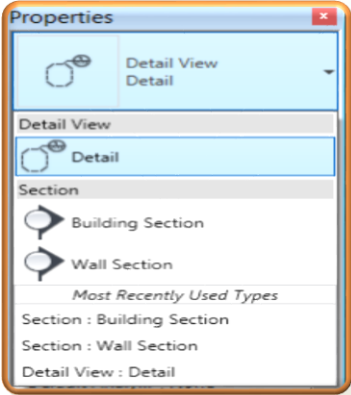 Properties
Detail View
Detail
Detail View
Detail
Section
Building Section
Wall Section
Most Recently Used Types
Section : Building Section
Section : Wall Section
Detail View : Detail